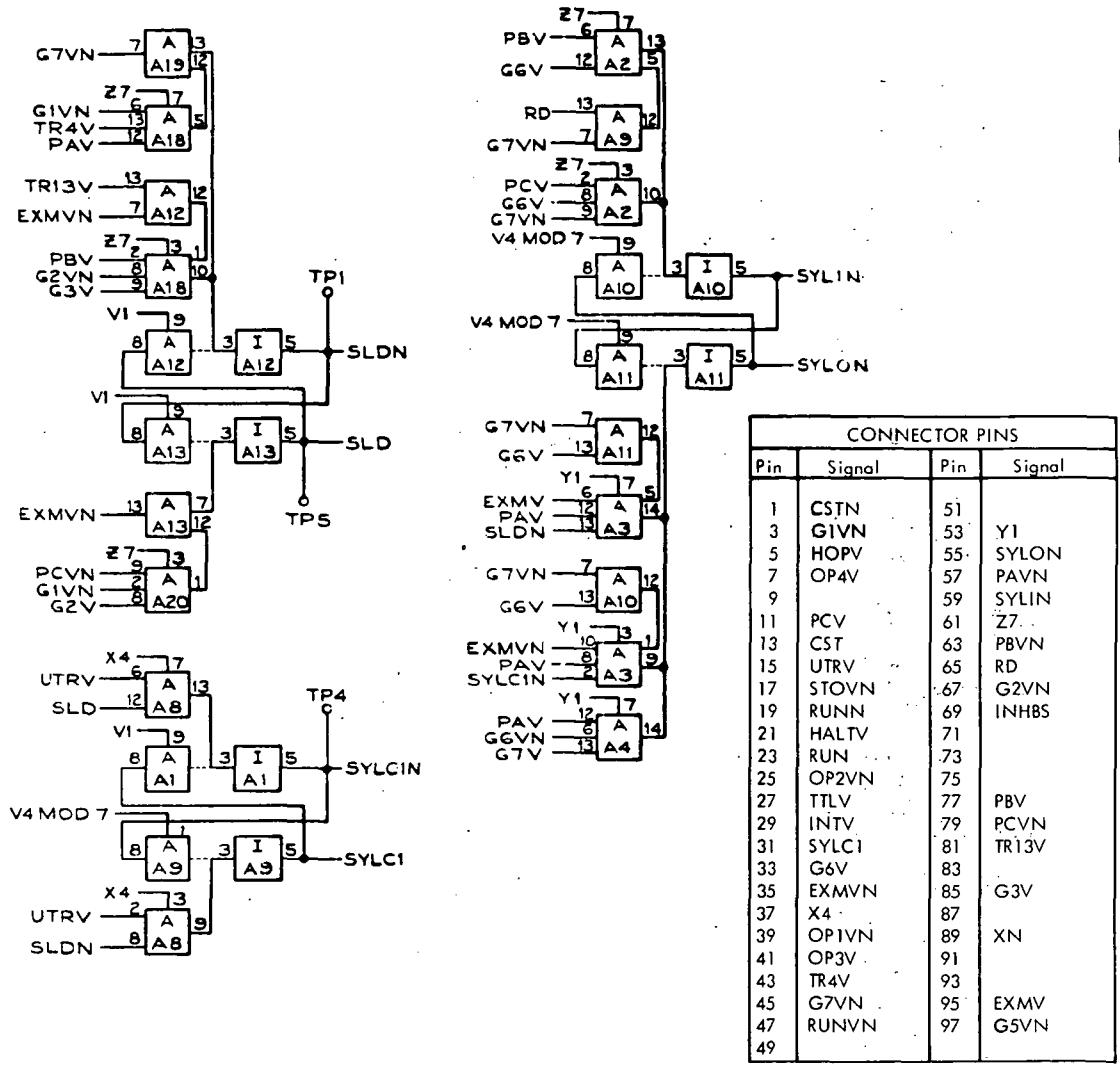 G7VN 7 A A19 13 12
Z7 7
G1VN 6
TR4V 13 A A18 5
PAV 12
TR13V 13 A A12 12
EXMVN 7
Z7 3
PBV 2 A A18 1
G2VN 8 10
G3V 9
TP1
V1 9
8 A A12 3 I A12 5 SLDN
V1 9
8 A A13 3 I A13 5 SLD
TP5
EXMVN 13 A A13 7 12
Z7 3
PCVN 9
G1VN 2 A A20 1
G2V 8
X4 7
UTRV 6 A A8 13
SLD 12
TP4
V1 9
8 A A1 3 I A1 5 SYLC1N
V4 MOD 7 1
8 A A9 3 I A9 5 SYLC1
X4 3
UTRV 2 A A8 9
SLDN 8
Z7 7
PBV 6 A A2 13
G6V 12 5
RD 13 A A9 12
G7VN 7
Z7 3
PCV 2
G6V 8 A A2 10
G7VN 9
V4 MOD 7 9
8 A A10 3 I A10 5 SYL1N
V4 MOD 7 9
8 A A11 3 I A11 5 SYLON
G7VN 7 A A11 12
G6V 13
Y1 7
EXMV 6 A A3 5
PAV 12 14
SLDN 13
G7VN 7 A A10 12
G6V 13
Y1 3
EXMVN 10 A A3 1
PAV 8 9
SYLC1N 2
Y1 7
PAV 12
G6VN 6 A A4 14
G7V 13
CONNECTOR PINS
Pin Signal Pin Signal
1 CSTN 51
3 G1VN 53 Y1
5 HOPV 55 SYLON
7 OP4V 57 PAVN
9 59 SYLIN
11 PCV 61 Z7
13 CST 63 PBVN
15 UTRV 65 RD
17 STOVN 67 G2VN
19 RUNN 69 INHBS
21 HALTV 71
23 RUN 73
25 OP2VN 75
27 TTLV 77 PBV
29 INTV 79 PCVN
31 SYLC1 81 TR13V
33 G6V 83
35 EXMVN 85 G3V
37 X4 87
39 OP1VN 89 XN
41 OP3V 91
43 TR4V 93
45 G7VN 95 EXMV
47 RUNVN 97 G5VN
49